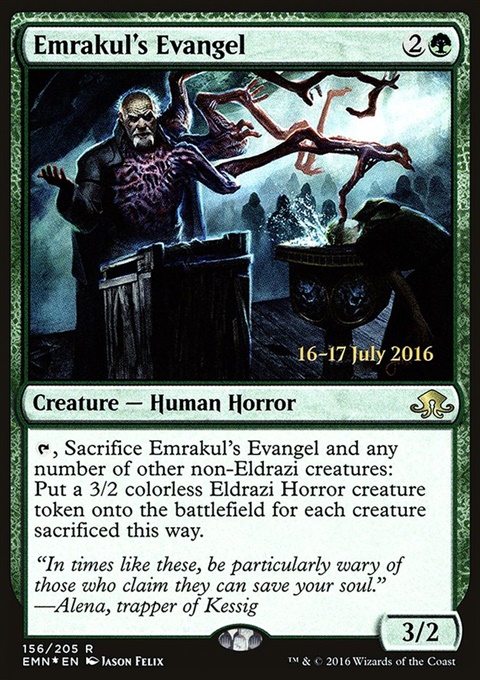 Emrakul's Evangel 2
16-17 July 2016
Creature — Human Horror
, Sacrifice Emrakul's Evangel and any
number of other non-Eldrazi creatures:
Put a 3/2 colorless Eldrazi Horror creature
token onto the battlefield for each creature
sacrificed this way.
"In times like these, be particularly wary of
those who claim they can save your soul."
—Alena, trapper of Kessig
3/2
156/205 R
EMN★EN Jason Felix
™ & © 2016 Wizards of the Coast